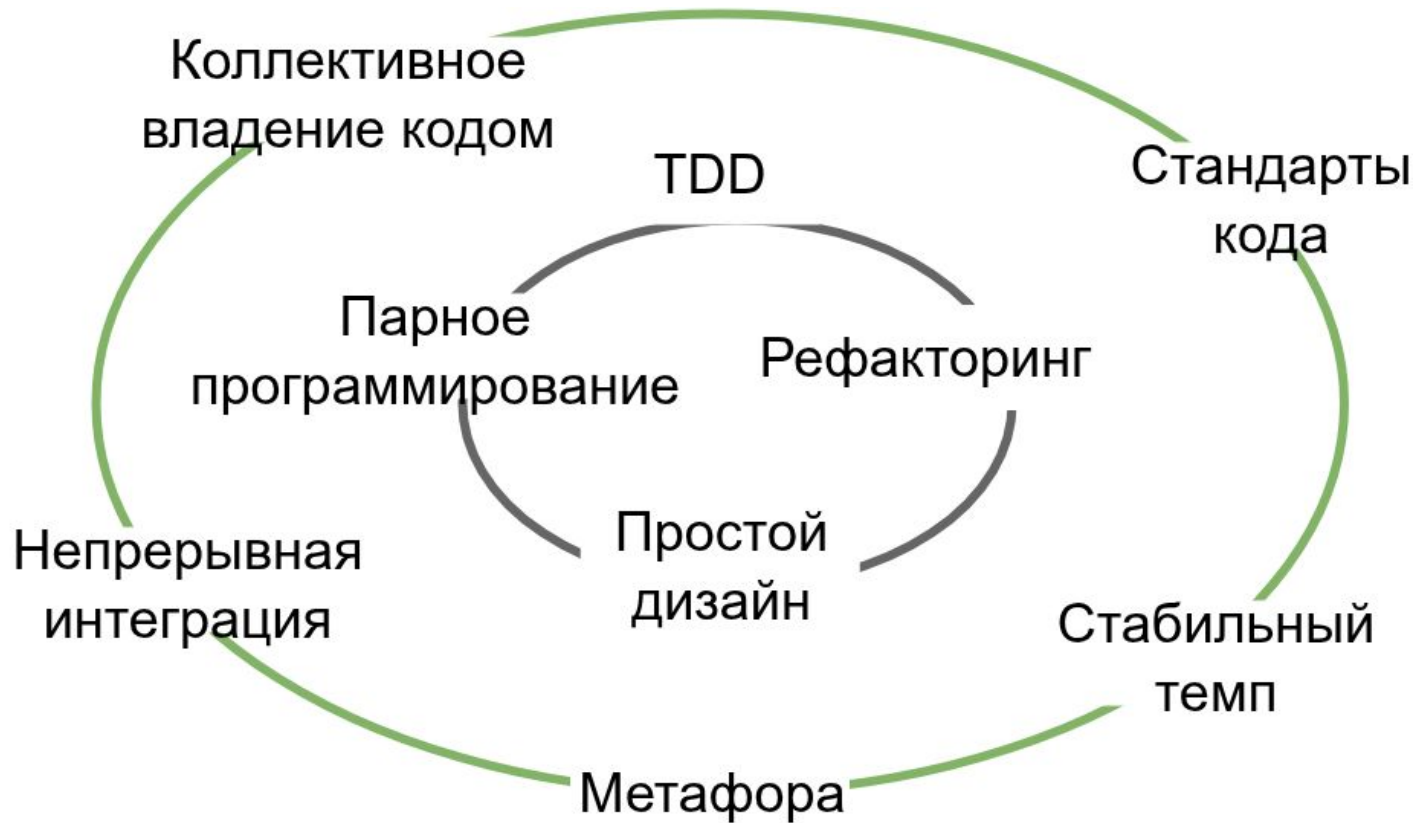 Коллективное
владение кодом
TDD
Стандарты
кода
Парное
программирование
Рефакторинг
Простой
дизайн
Непрерывная
интеграция
Стабильный
темп
Метафора